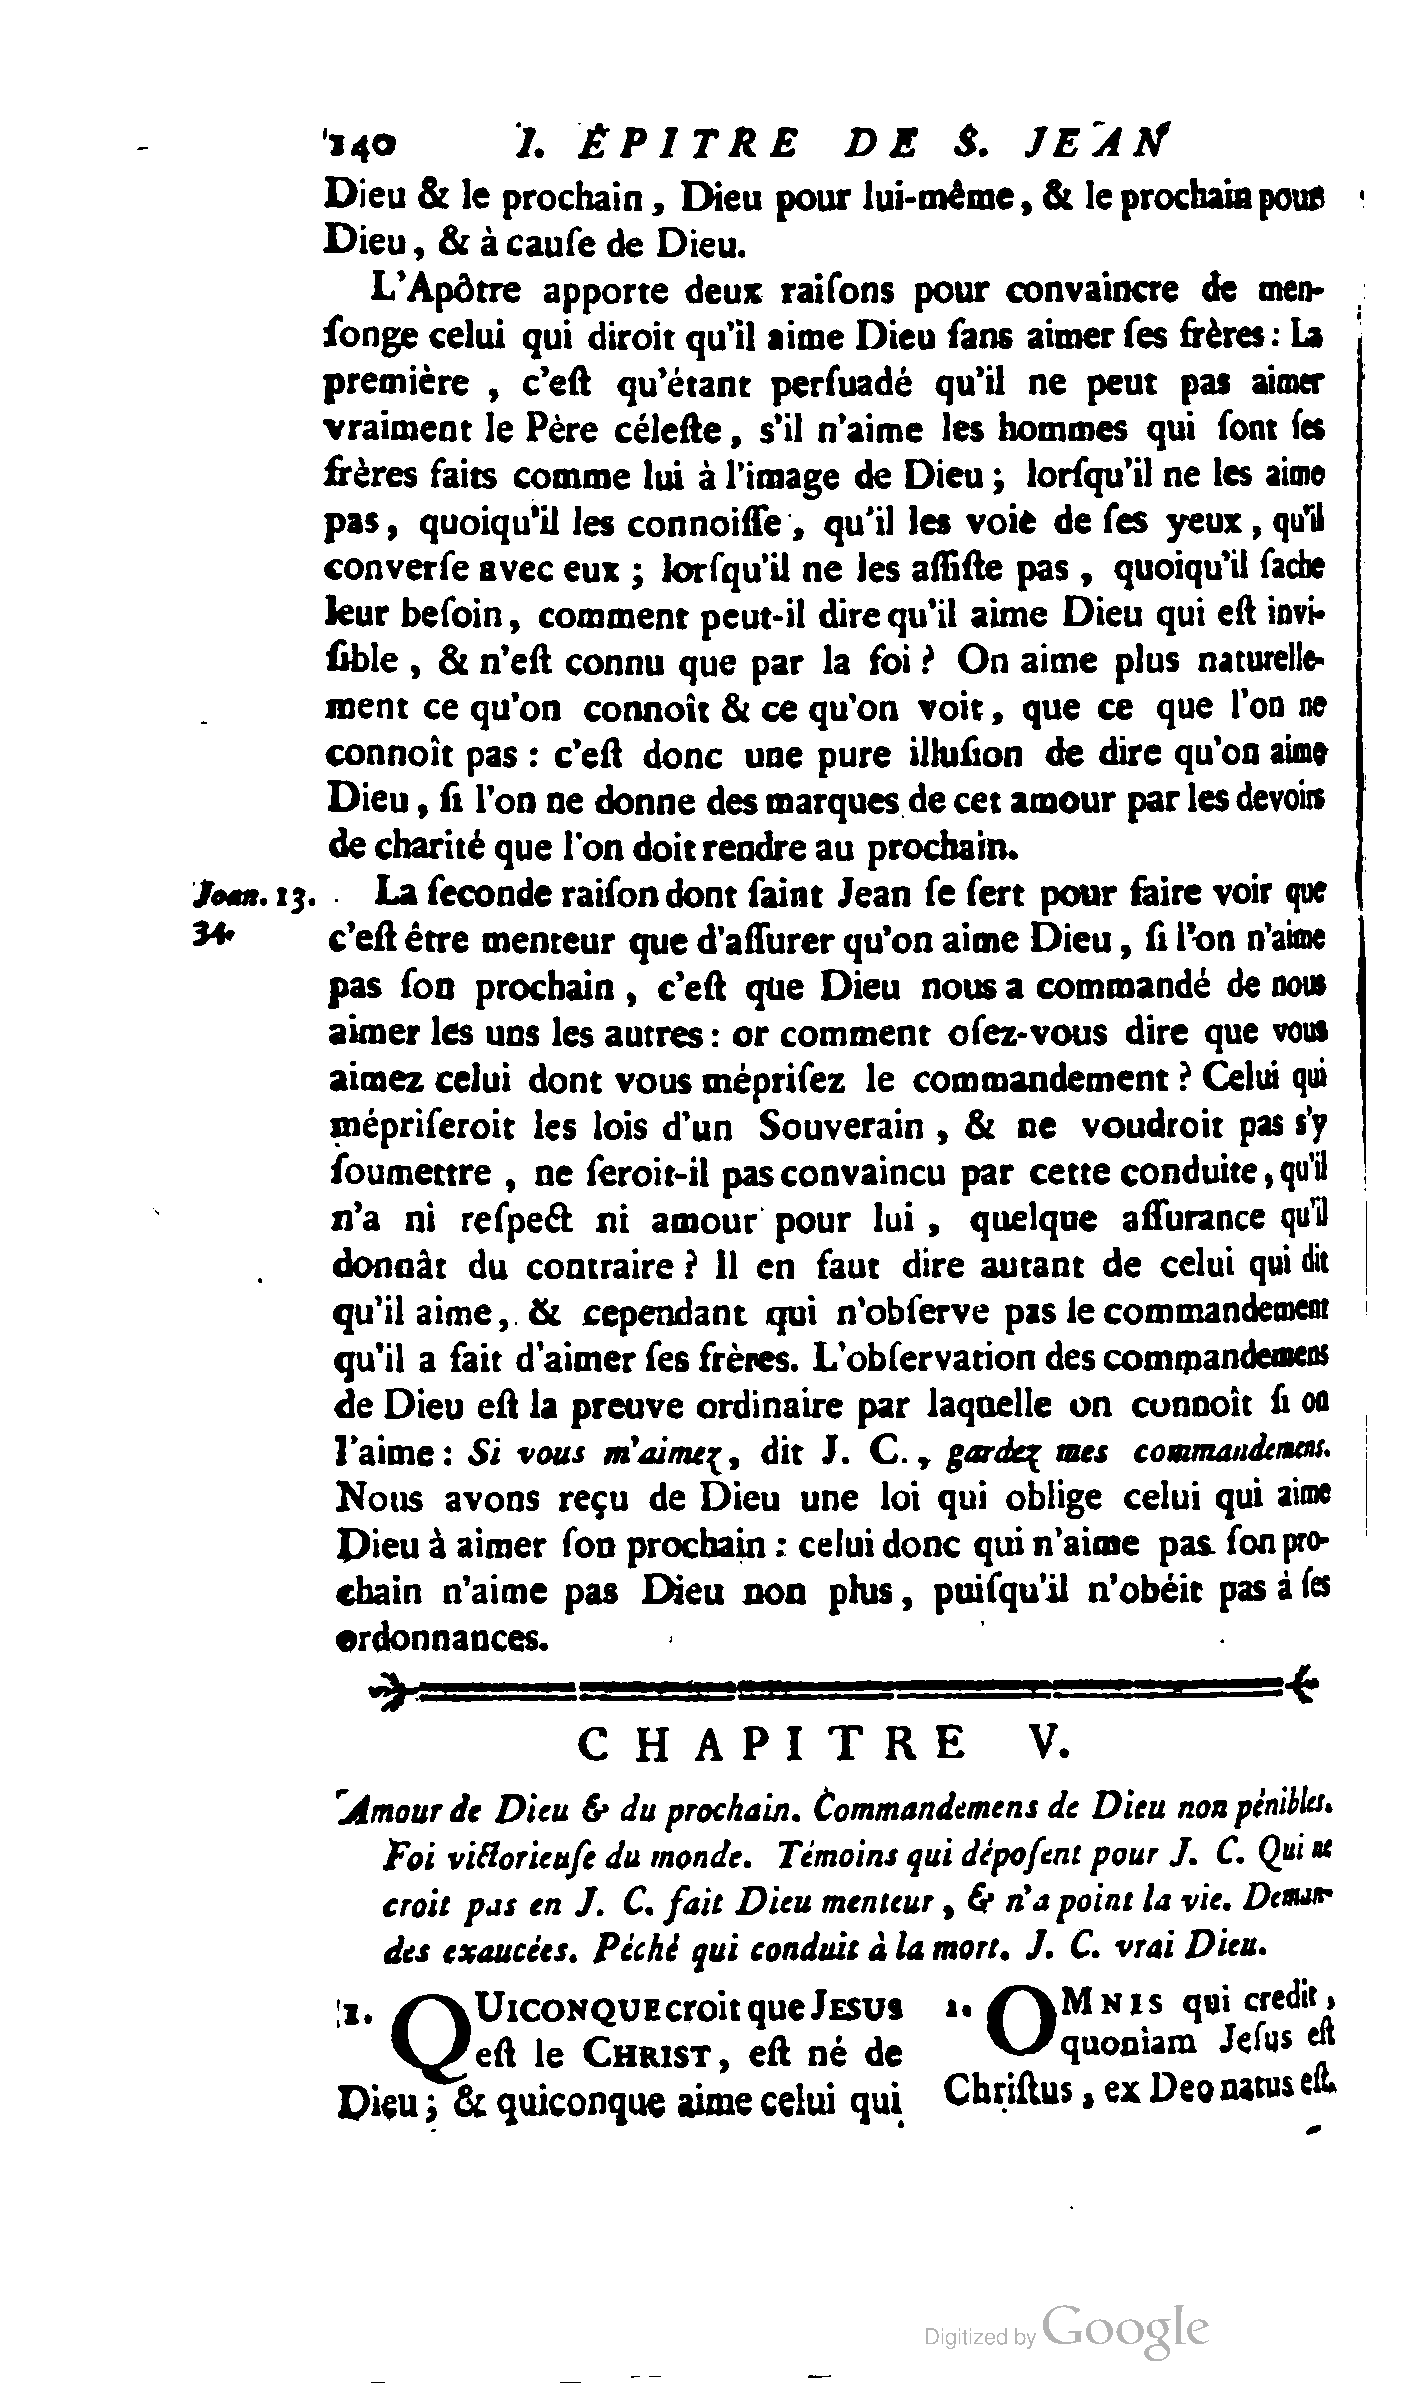 140 I. ÉPITRE DE S. JEAN
Dieu & le prochain, Dieu pour lui-même, & le prochain pour
Dieu, & à cauſe de Dieu.
L'Apôtre apporte deux raiſons pour convaincre de men-
ſonge celui qui diroit qu'il aime Dieu ſans aimer ſes frères : La
première , c'eſt qu'étant perſuadé qu'il ne peut pas aimer
vraiment le Père céleſte, s'il n'aime les hommes qui ſont ſes
frères faits comme lui à l'image de Dieu ; lorſqu'il ne les aime
pas, quoiqu'il les connoiſſe, qu'il les voie de ſes yeux, qu'il
converſe avec eux ; lorſqu'il ne les aſſiſte pas , quoiqu'il ſache
leur beſoin, comment peut-il dire qu'il aime Dieu qui eſt invi-
ſible , & n'eſt connu que par la foi ? On aime plus naturelle-
ment ce qu'on connoît & ce qu'on voit, que ce que l'on ne
connoît pas : c'eſt donc une pure illuſion de dire qu'on aime
Dieu, ſi l'on ne donne des marques de cet amour par les devoirs
de charité que l'on doit rendre au prochain.
Joan. 13. La ſeconde raiſon dont ſaint Jean ſe ſert pour faire voir que
34. c'eſt être menteur que d'aſſurer qu'on aime Dieu, ſi l'on n'aime
pas ſon prochain , c'eſt que Dieu nous a commandé de nous
aimer les uns les autres : or comment oſez-vous dire que vous
aimez celui dont vous mépriſez le commandement ? Celui qui
mépriſeroit les lois d'un Souverain , & ne voudroit pas s'y
ſoumettre , ne ſeroit-il pas convaincu par cette conduite, qu'il
n'a ni reſpect ni amour pour lui , quelque aſſurance qu'il
donnât du contraire ? Il en faut dire autant de celui qui dit
qu'il aime, & cependant qui n'obſerve pas le commandement
qu'il a fait d'aimer ſes frères. L'obſervation des commandemens
de Dieu eſt la preuve ordinaire par laquelle on connoît ſi on
l'aime : Si vous m'aimez, dit J. C., gardez mes commandemens.
Nous avons reçu de Dieu une loi qui oblige celui qui aime
Dieu à aimer ſon prochain : celui donc qui n'aime pas ſon pro-
chain n'aime pas Dieu non plus, puiſqu'il n'obéit pas à ſes
ordonnances.
CHAPITRE V.
Amour de Dieu & du prochain. Commandemens de Dieu non pénibles.
Foi victorieuſe du monde. Témoins qui dépoſent pour J. C. Qui ne
croit pas en J. C. fait Dieu menteur, & n'a point la vie. Deman-
des exaucées. Péché qui conduit à la mort. J. C. vrai Dieu.
1. QUICONQUE croit que JESUS
eſt le CHRIST, eſt né de
Dieu ; & quiconque aime celui qui
1. OMNIS qui credit,
quoniam Jeſus eſt
Chriſtus, ex Deo natus eſt.
Digitized by Google